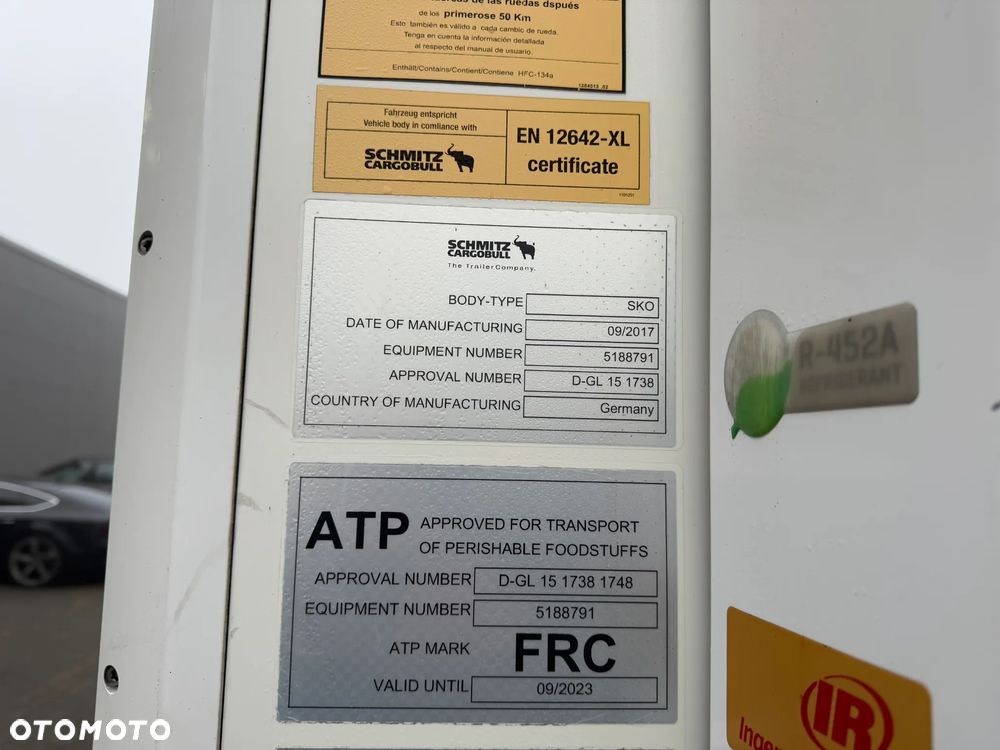 de las ruedas dspués
de los primerose 50 Km
Esto también es válido a cada cambic de rueda.
Tenga en cuenta la información detallada
al respecto del manual de usuario.
Enthält/Contains/Contient/Contiene HFC-134a
Fahrzeug entspricht
Vehicle body in comliance with
SCHMITZ
CARGOBULL
EN 12642-XL
certificate
SCHMITZ
CARGOBULL
The Trailer Company.
BODY-TYPE SKO
DATE OF MANUFACTURING 09/2017
EQUIPMENT NUMBER 5188791
APPROVAL NUMBER D-GL 15 1738
COUNTRY OF MANUFACTURING Germany
R-452A
REFRIGERANT
ATP APPROVED FOR TRANSPORT
OF PERISHABLE FOODSTUFFS
APPROVAL NUMBER D-GL 15 1738 1748
EQUIPMENT NUMBER 5188791
ATP MARK FRC
VALID UNTIL 09/2023
IR
OTOMOTO